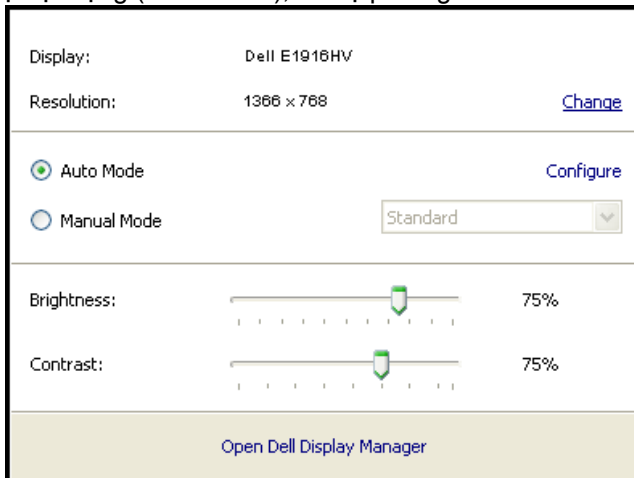 Display: Dell E1916HV
Resolution: 1366 x 768 Change
Auto Mode Configure
Manual Mode Standard
Brightness: 75%
Contrast: 75%
Open Dell Display Manager